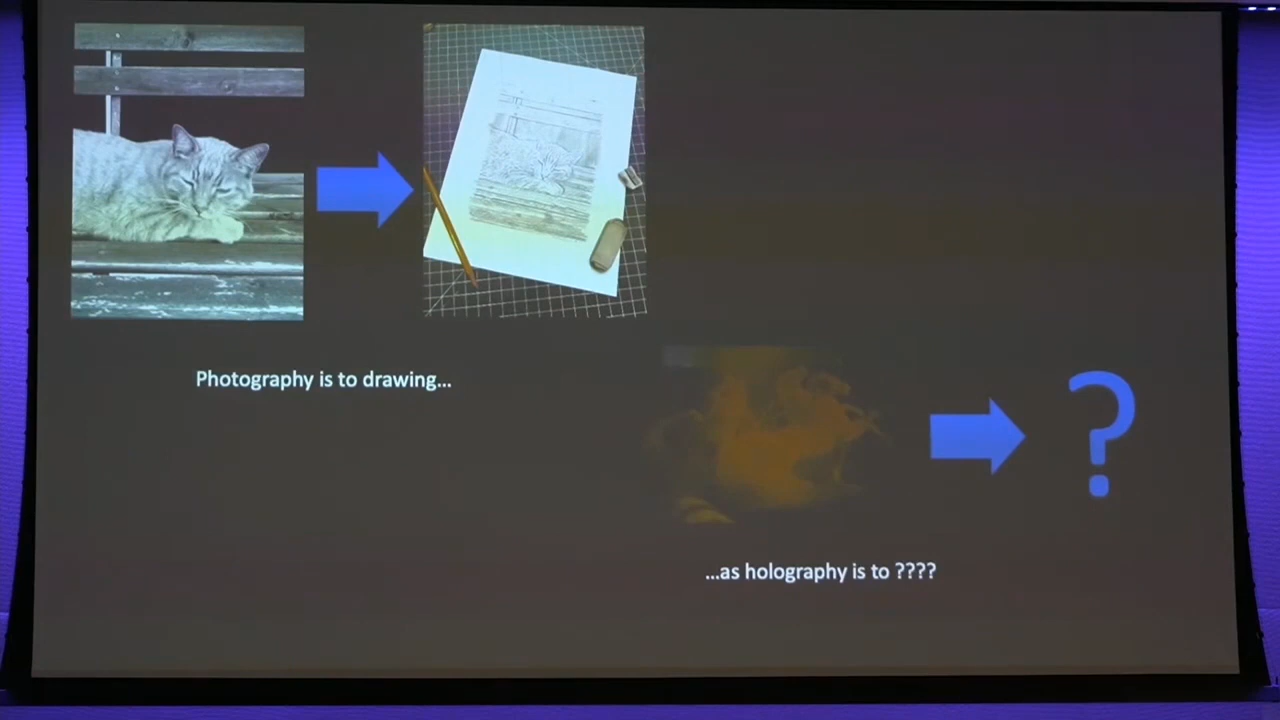 Photography is to drawing...
?
...as holography is to ????